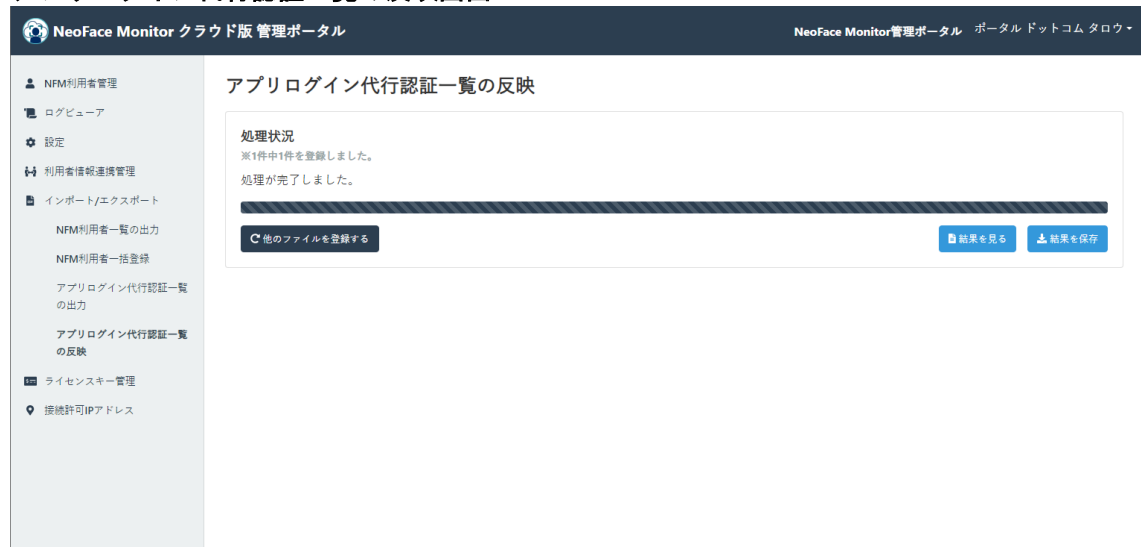 NeoFace Monitor クラウド版 管理ポータル
NeoFace Monitor管理ポータル ポータル ドットコム タロウ
NFM利用者管理
ログビューア
設定
利用者情報連携管理
インポート/エクスポート
NFM利用者一覧の出力
NFM利用者一括登録
アプリログイン代行認証一覧
の出力
アプリログイン代行認証一覧
の反映
ライセンスキー管理
接続許可IPアドレス
アプリログイン代行認証一覧の反映
処理状況
※1件中1件を登録しました。
処理が完了しました。
他のファイルを登録する
結果を見る
結果を保存